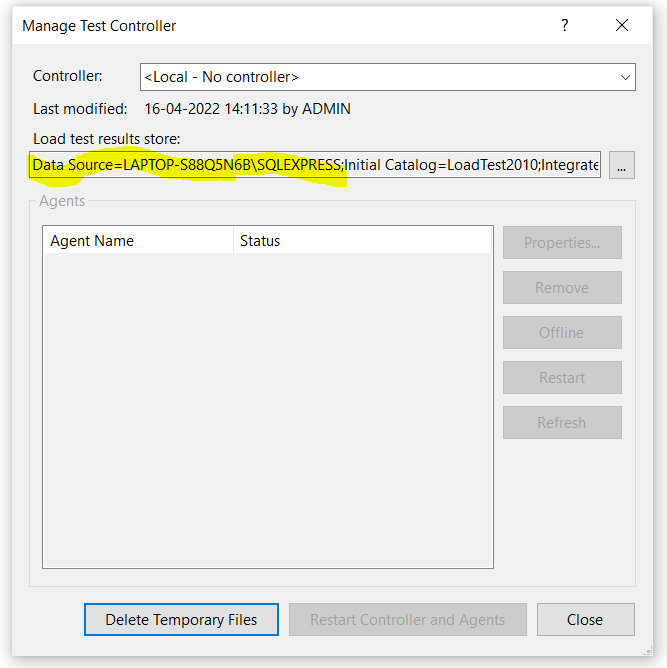 Manage Test Controller ?
Controller: <Local - No controller>
Last modified: 16-04-2022 14:11:33 by ADMIN
Load test results store:
Data Source=LAPTOP-S88Q5N6B\SQLEXPRESS;Initial Catalog=LoadTest2010;Integrate
...
Agents
Agent Name Status
Properties...
Remove
Offline
Restart
Refresh
Delete Temporary Files Restart Controller and Agents Close